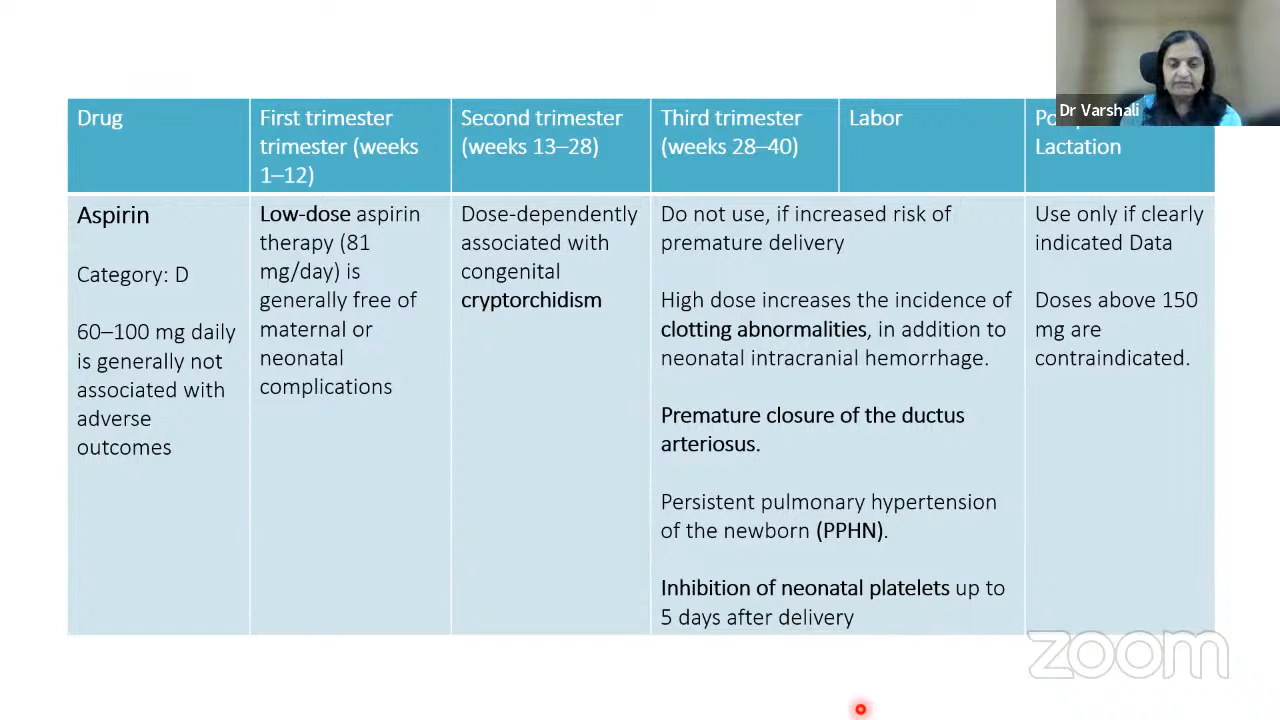 Dr Varshali
Drug
First trimester
trimester (weeks
1–12)
Second trimester
(weeks 13–28)
Third trimester
(weeks 28–40)
Labor
Lactation
Aspirin
Category: D
60–100 mg daily
is generally not
associated with
adverse
outcomes
Low-dose aspirin
therapy (81
mg/day) is
generally free of
maternal or
neonatal
complications
Dose-dependently
associated with
congenital
cryptorchidism
Do not use, if increased risk of
premature delivery
High dose increases the incidence of
clotting abnormalities, in addition to
neonatal intracranial hemorrhage.
Premature closure of the ductus
arteriosus.
Persistent pulmonary hypertension
of the newborn (PPHN).
Inhibition of neonatal platelets up to
5 days after delivery
Use only if clearly
indicated Data
Doses above 150
mg are
contraindicated.
zoom